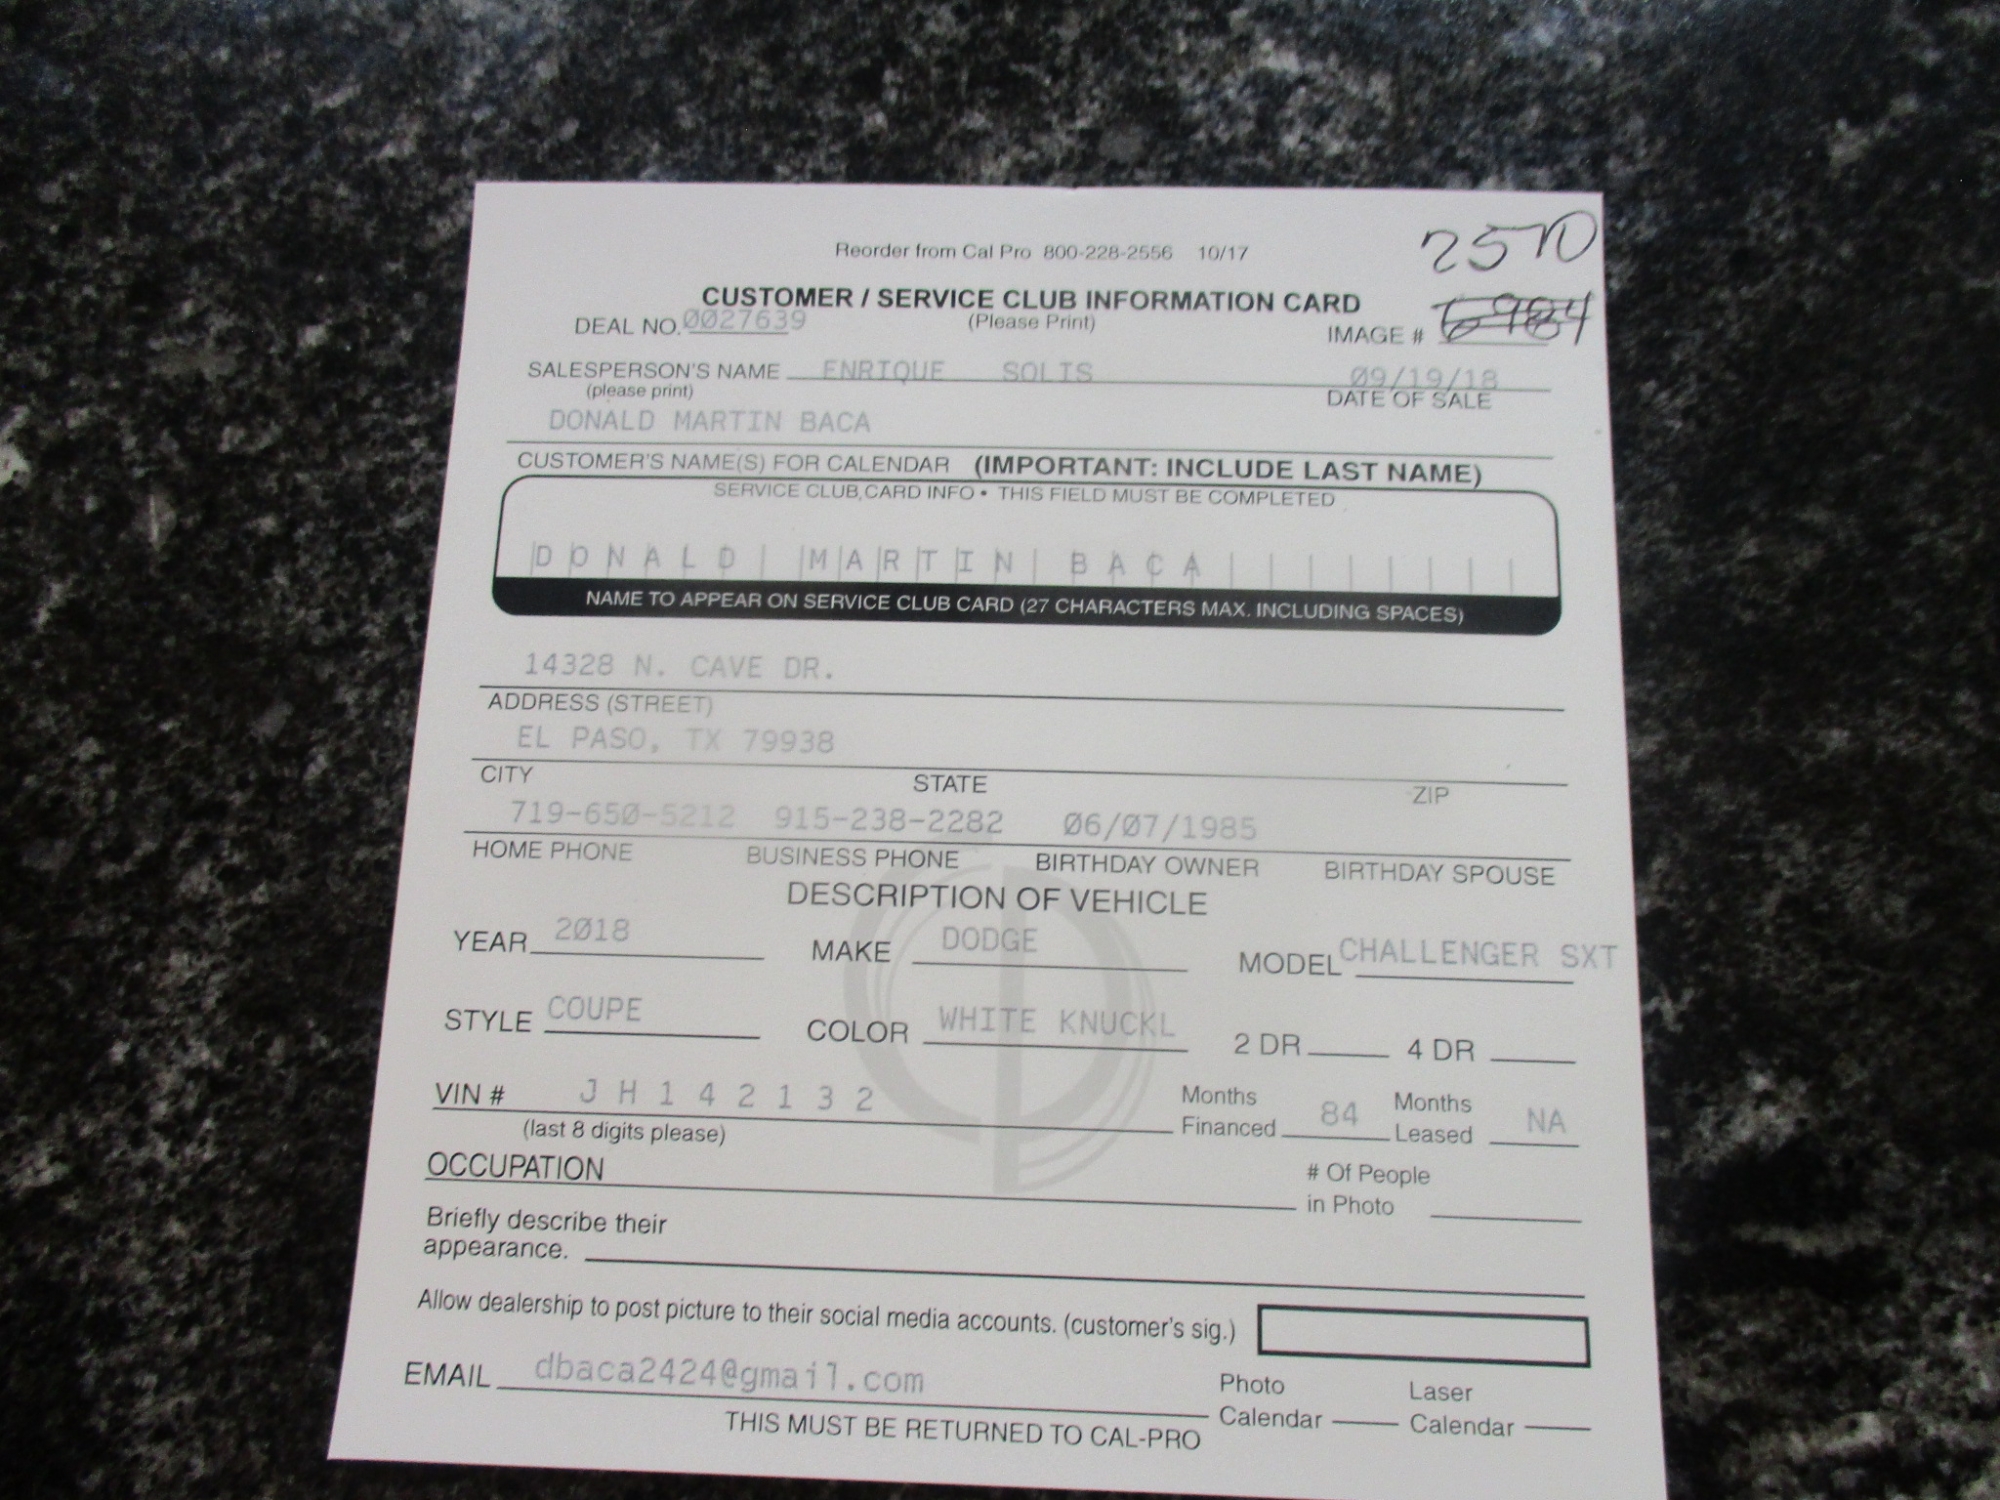 Reorder from Cal Pro 800-228-2556 10/17
2570
CUSTOMER / SERVICE CLUB INFORMATION CARD
DEAL NO. 0027639 (Please Print) IMAGE # 6984
SALESPERSON'S NAME ENRIQUE SOLIS 09/19/18
(please print) DATE OF SALE
DONALD MARTIN BACA
CUSTOMER'S NAME(S) FOR CALENDAR (IMPORTANT: INCLUDE LAST NAME)
SERVICE CLUB CARD INFO • THIS FIELD MUST BE COMPLETED
DONALD MARTIN BACA
NAME TO APPEAR ON SERVICE CLUB CARD (27 CHARACTERS MAX. INCLUDING SPACES)
14328 N. CAVE DR.
ADDRESS (STREET)
EL PASO, TX 79938
CITY STATE ZIP
719-650-5212 915-238-2282 06/07/1985
HOME PHONE BUSINESS PHONE BIRTHDAY OWNER BIRTHDAY SPOUSE
DESCRIPTION OF VEHICLE
YEAR 2018 MAKE DODGE MODEL CHALLENGER SXT
STYLE COUPE COLOR WHITE KNUCKL 2 DR 4 DR
VIN # JH142132 Months Financed 84 Months Leased NA
(last 8 digits please)
OCCUPATION # Of People in Photo
Briefly describe their
appearance.
Allow dealership to post picture to their social media accounts. (customer's sig.)
EMAIL dbaca2424@gmail.com Photo Calendar Laser Calendar
THIS MUST BE RETURNED TO CAL-PRO